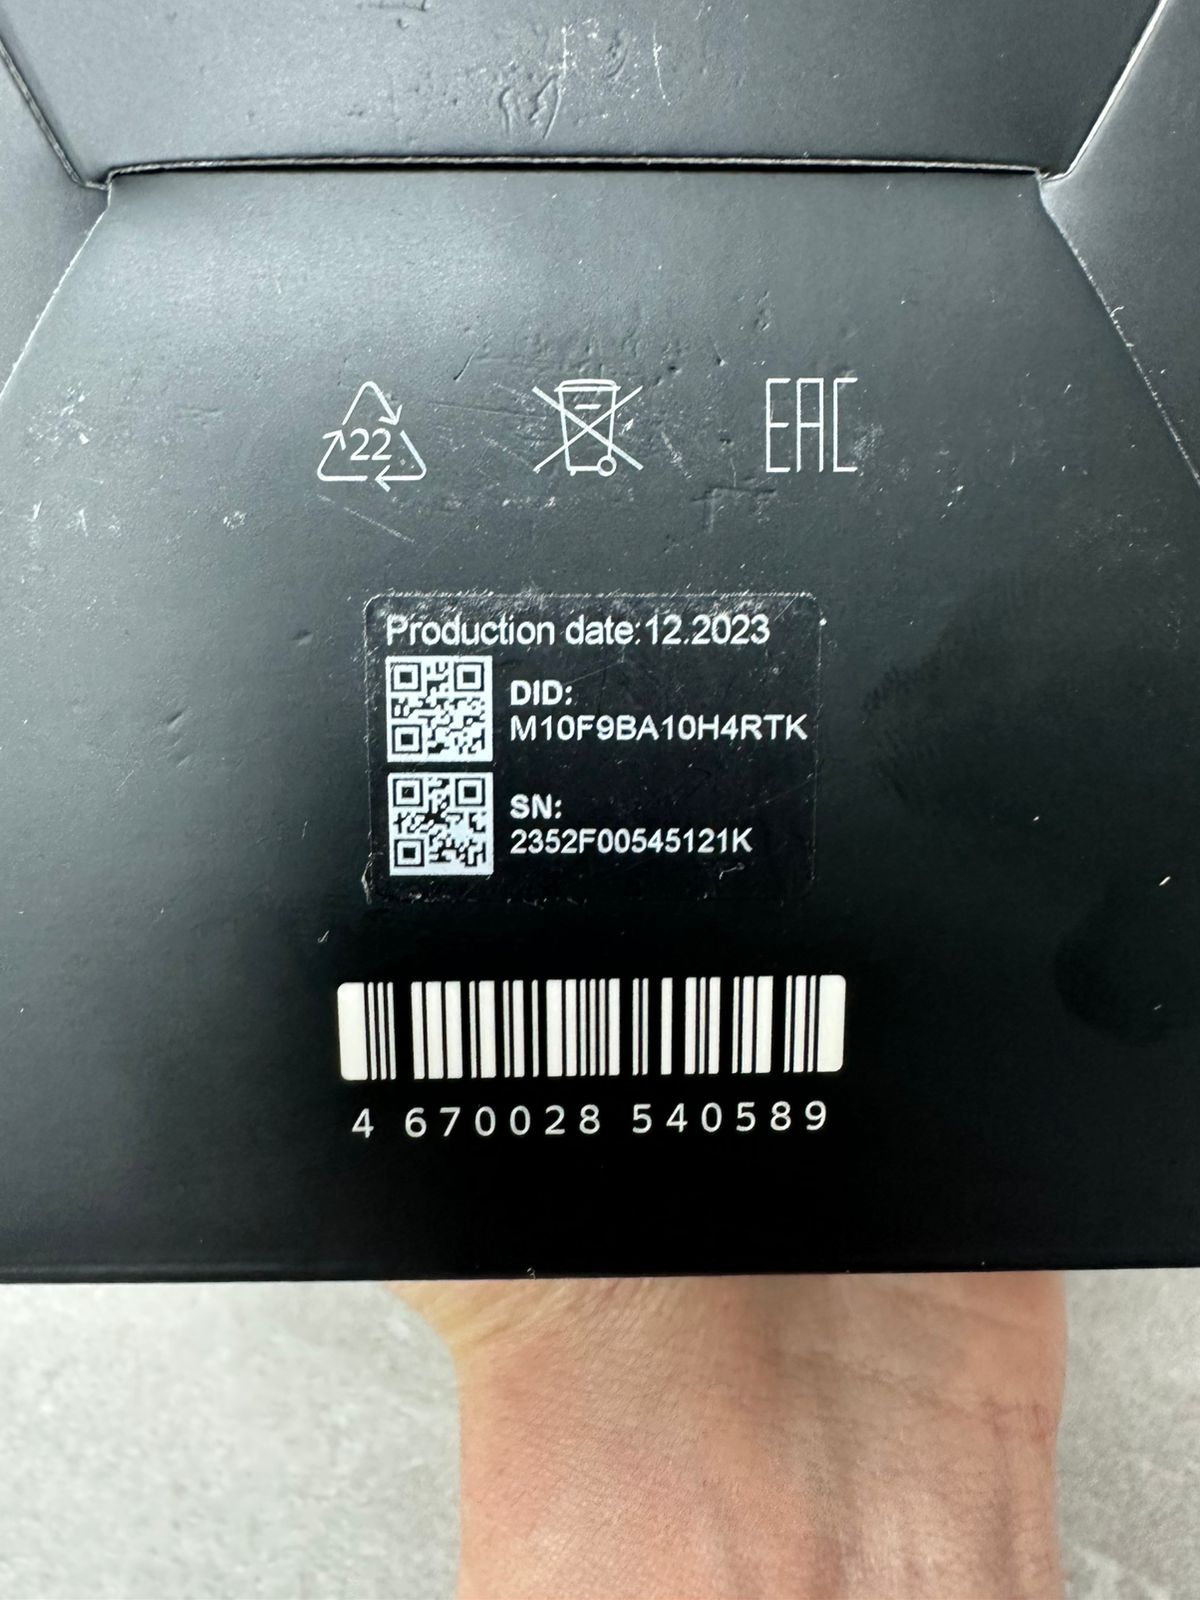 22
EAC
Production date:12.2023
DID:
M10F9BA10H4RTK
SN:
2352F00545121K
4 670028 540589